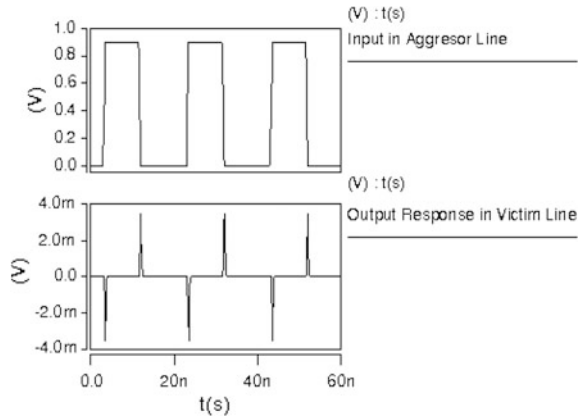 (V) : t(s)
Input in Aggresor Line
1.0
0.8
0.6
0.4
0.2
0.0
(V)
(V) : t(s)
Output Response in Victim Line
4.0m
2.0m
0.0
-2.0m
-4.0m
(V)
0.0
20n
40n
60n
t(s)